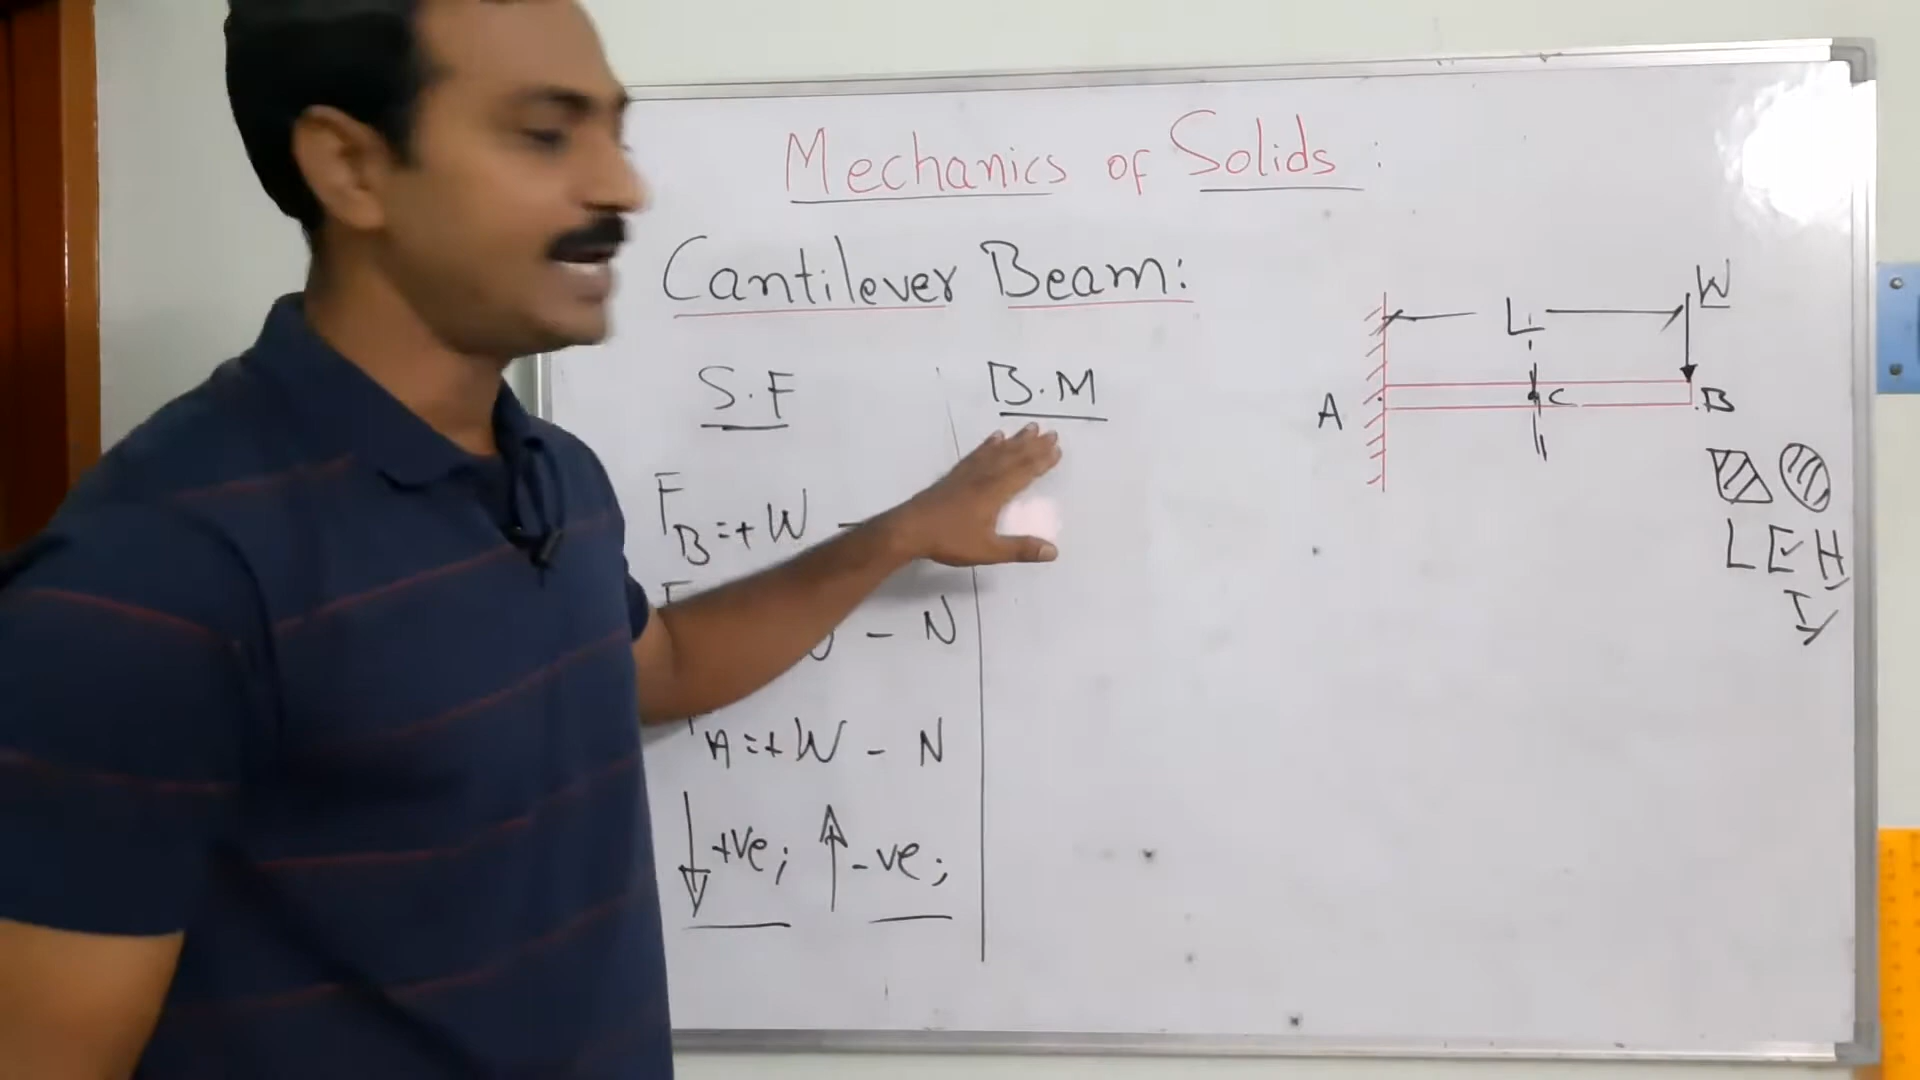 Mechanics of Solids:
Cantilever Beam:
S.F
B.M
F_B=+W -
- N
A=+W - N
↓+ve; ↑-ve;
L
W
A
C
B
L E H
I